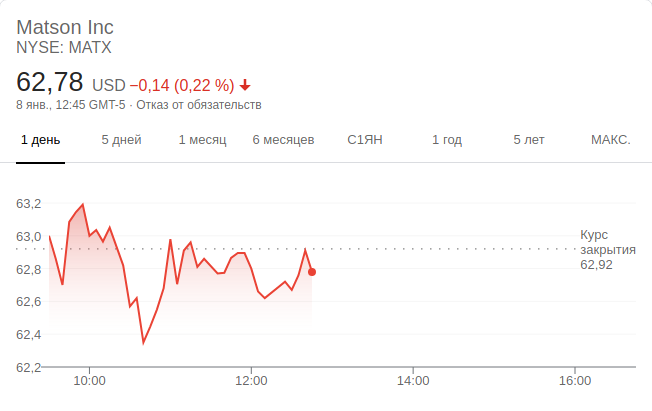 Matson Inc
NYSE: MATX
62,78 USD −0,14 (0,22 %)
8 янв., 12:45 GMT-5 · Отказ от обязательств
1 день 5 дней 1 месяц 6 месяцев С1ЯН 1 год 5 лет МАКС.
63,2
63,0
62,8
62,6
62,4
62,2
Курс
закрытия
62,92
10:00 12:00 14:00 16:00